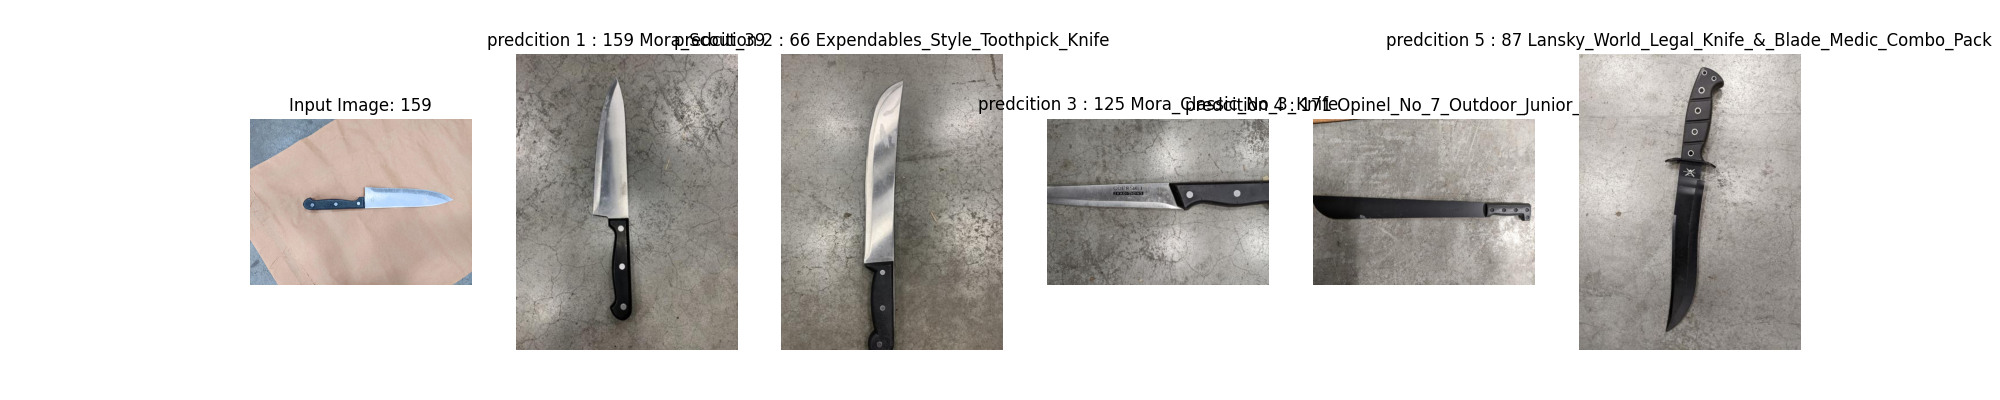 Input Image: 159
predcition 1 : 159 Mora_Scout_39
predcition 2 : 66 Expendables_Style_Toothpick_Knife
predcition 3 : 125 Mora_Classic_No_3_Knife
predcition 4 : 171 Opinel_No_7_Outdoor_Junior_
predcition 5 : 87 Lansky_World_Legal_Knife_&_Blade_Medic_Combo_Pack